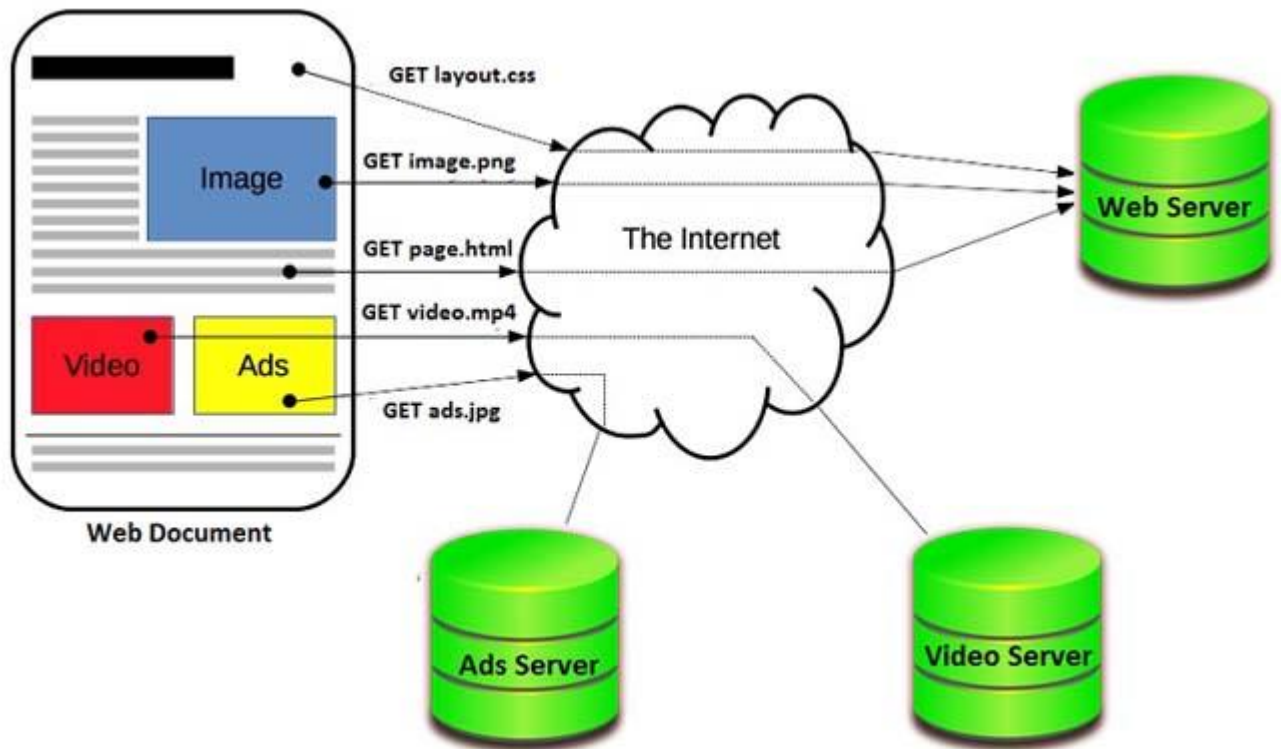 GET layout.css
Image
GET image.png
Web Server
The Internet
GET page.html
GET video.mp4
Video
Ads
GET ads.jpg
Web Document
Ads Server
Video Server